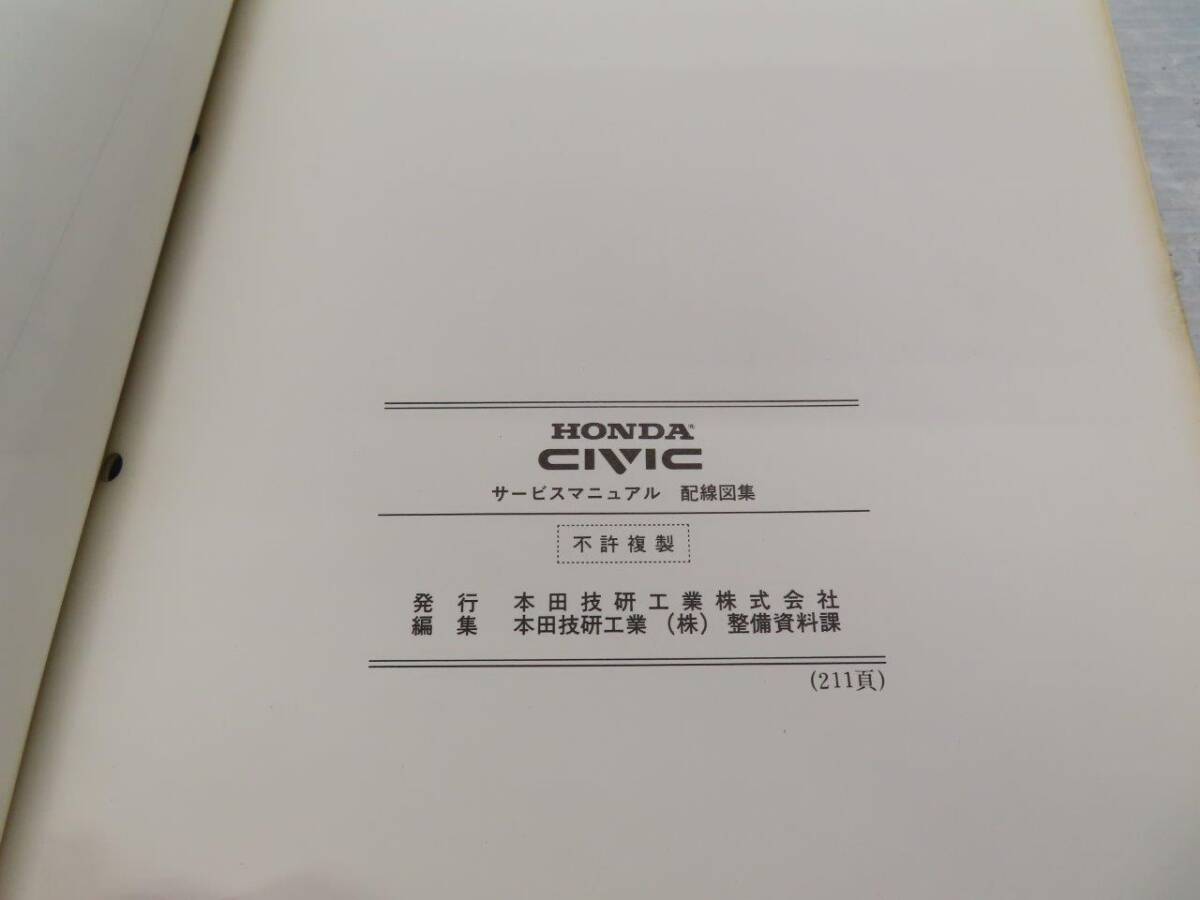 HONDA®
CIVIC
サービスマニュアル 配線図集
不許複製
発行 本田技研工業株式会社
編集 本田技研工業(株) 整備資料課
(211頁)